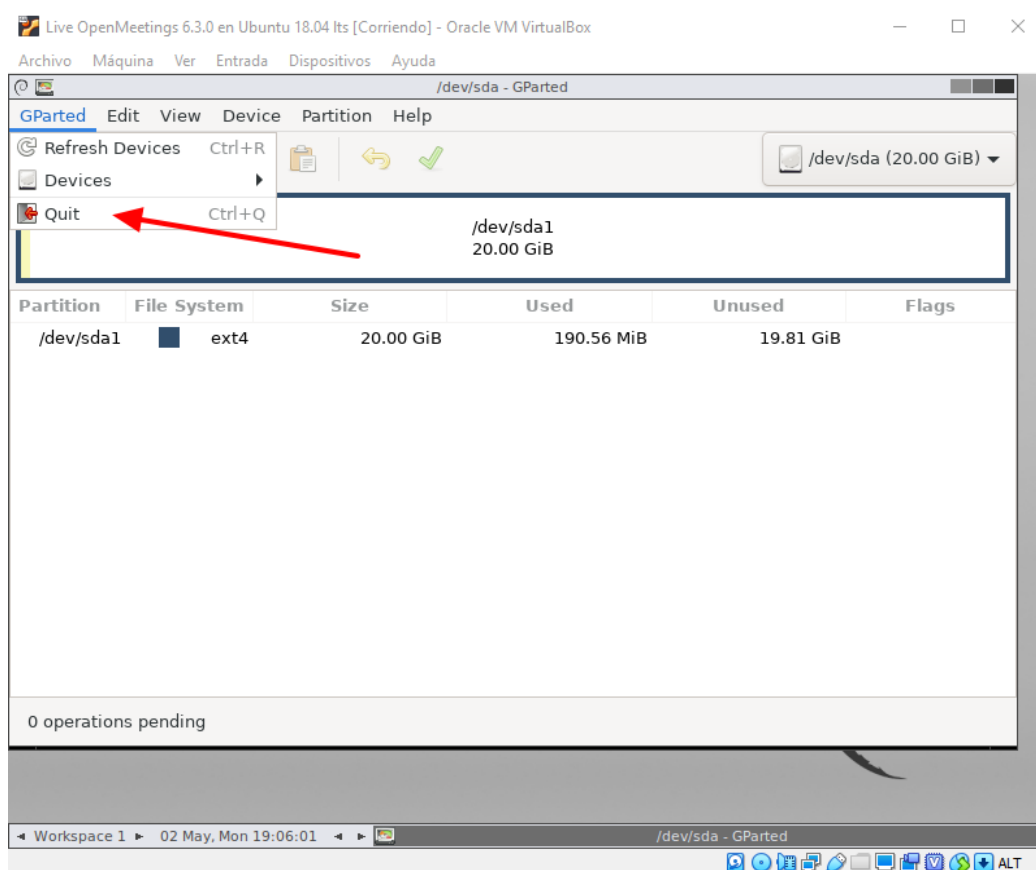 Live OpenMeetings 6.3.0 en Ubuntu 18.04 lts [Corriendo] - Oracle VM VirtualBox
Archivo Máquina Ver Entrada Dispositivos Ayuda
/dev/sda - GParted
GParted Edit View Device Partition Help
Refresh Devices Ctrl+R
/dev/sda (20.00 GiB)
Devices
Quit Ctrl+Q
/dev/sda1
20.00 GiB
Partition File System Size Used Unused Flags
/dev/sda1 ext4 20.00 GiB 190.56 MiB 19.81 GiB
0 operations pending
Workspace 1 02 May, Mon 19:06:01 /dev/sda - GParted
ALT